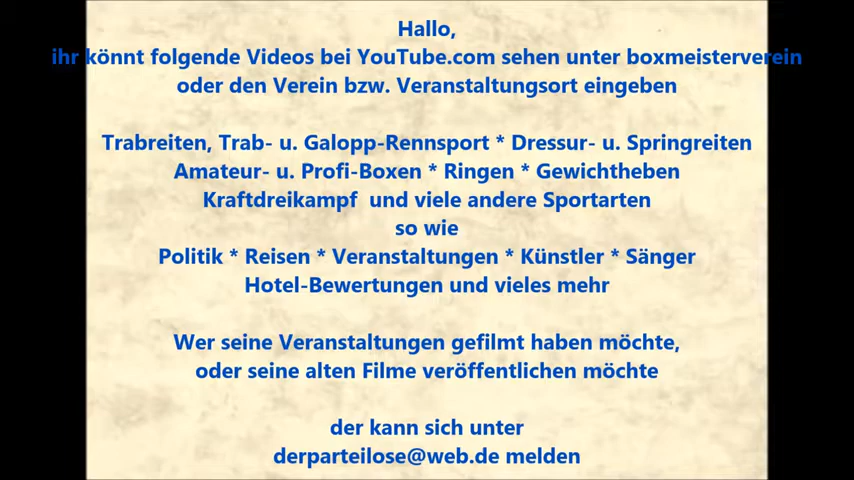 Hallo,
ihr könnt folgende Videos bei YouTube.com sehen unter boxmeisterverein
oder den Verein bzw. Veranstaltungsort eingeben
Trabreiten, Trab- u. Galopp-Rennsport * Dressur- u. Springreiten
Amateur- u. Profi-Boxen * Ringen * Gewichtheben
Kraftdreikampf  und viele andere Sportarten
so wie
Politik * Reisen * Veranstaltungen * Künstler * Sänger
Hotel-Bewertungen und vieles mehr
Wer seine Veranstaltungen gefilmt haben möchte,
oder seine alten Filme veröffentlichen möchte
der kann sich unter
derparteilose@web.de melden